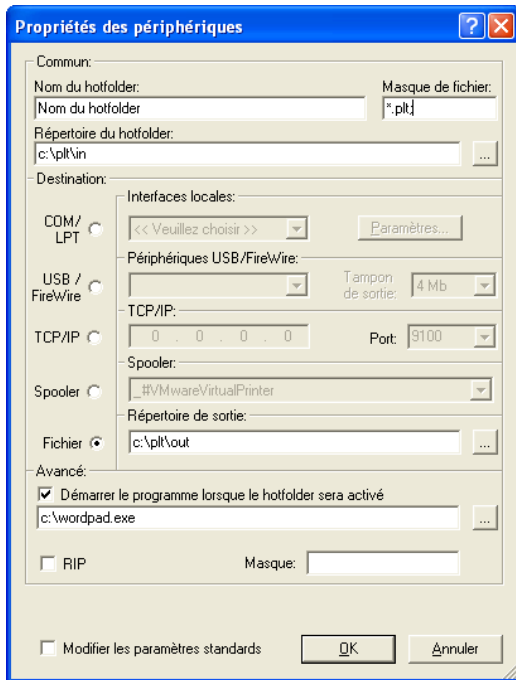 Propriétés des périphériques
Commun:
Nom du hotfolder: Masque de fichier:
Nom du hotfolder *.plt;
Répertoire du hotfolder:
c:\plt\in ...
Destination:
Interfaces locales:
COM/ LPT << Veuillez choisir >> Paramètres...
Périphériques USB/FireWire:
USB / FireWire Tampon de sortie: 4 Mb
TCP/IP:
TCP/IP 0 . 0 . 0 . 0 Port: 9100
Spooler:
Spooler _#VMwareVirtualPrinter
Répertoire de sortie:
Fichier c:\plt\out ...
Avancé:
Démarrer le programme lorsque le hotfolder sera activé
c:\wordpad.exe ...
RIP Masque:
Modifier les paramètres standards OK Annuler